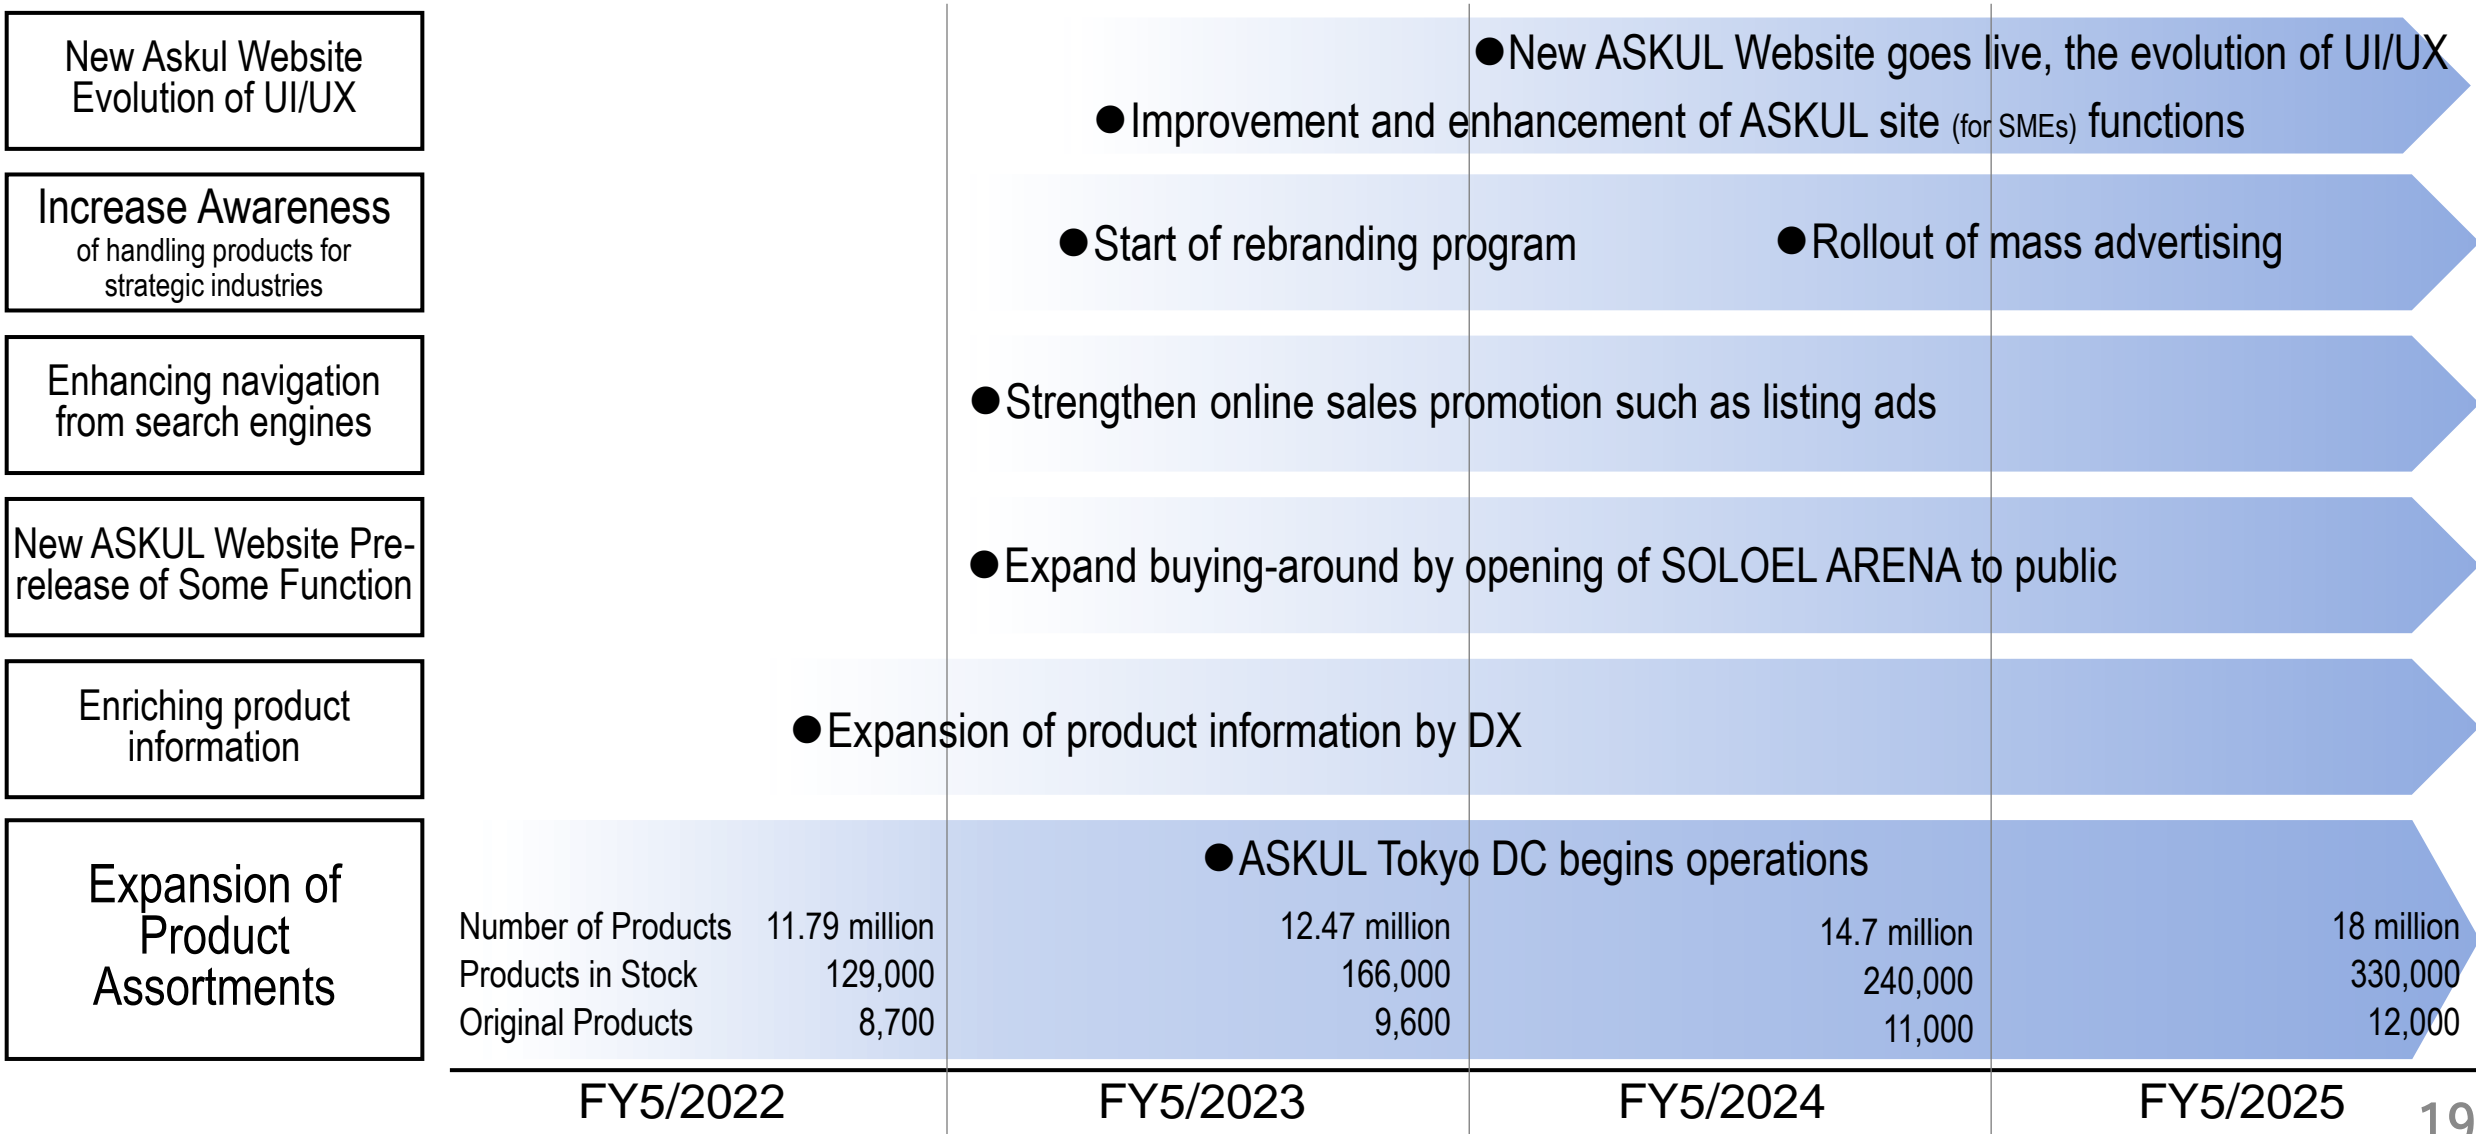 New Askul Website
Evolution of UI/UX
●New ASKUL Website goes live, the evolution of UI/UX
●Improvement and enhancement of ASKUL site (for SMEs) functions
Increase Awareness
of handling products for
strategic industries
●Start of rebranding program
●Rollout of mass advertising
Enhancing navigation
from search engines
●Strengthen online sales promotion such as listing ads
New ASKUL Website Pre-
release of Some Function
●Expand buying-around by opening of SOLOEL ARENA to public
Enriching product
information
●Expansion of product information by DX
Expansion of
Product
Assortments
●ASKUL Tokyo DC begins operations
Number of Products 11.79 million 12.47 million 14.7 million 18 million
Products in Stock 129,000 166,000 240,000 330,000
Original Products 8,700 9,600 11,000 12,000
FY5/2022 FY5/2023 FY5/2024 FY5/2025
19